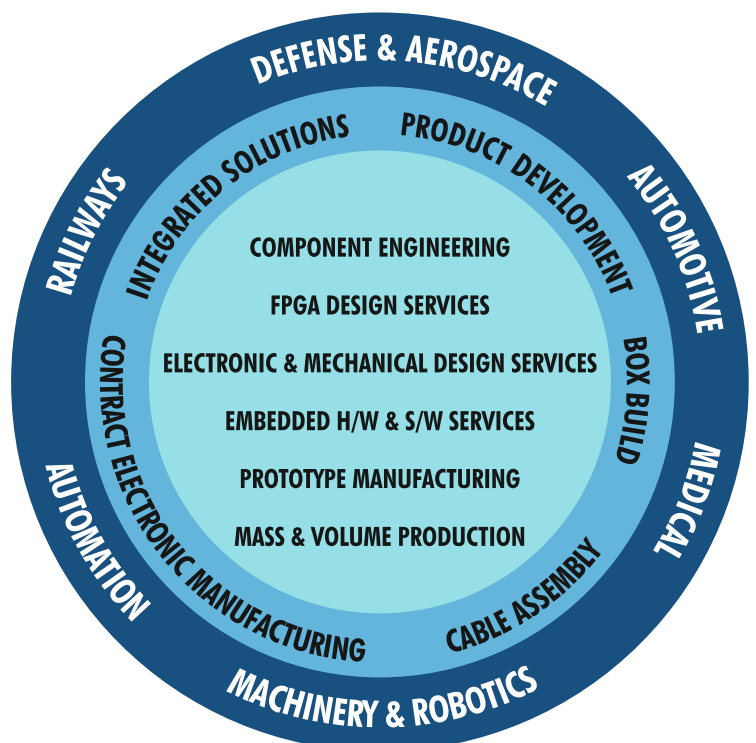 DEFENSE & AEROSPACE
AUTOMOTIVE
MEDICAL
MACHINERY & ROBOTICS
AUTOMATION
RAILWAYS
INTEGRATED SOLUTIONS
PRODUCT DEVELOPMENT
BOX BUILD
CABLE ASSEMBLY
CONTRACT ELECTRONIC MANUFACTURING
COMPONENT ENGINEERING
FPGA DESIGN SERVICES
ELECTRONIC & MECHANICAL DESIGN SERVICES
EMBEDDED H/W & S/W SERVICES
PROTOTYPE MANUFACTURING
MASS & VOLUME PRODUCTION